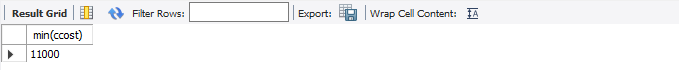 Result Grid Filter Rows: Export: Wrap Cell Content:
min(ccost)
11000